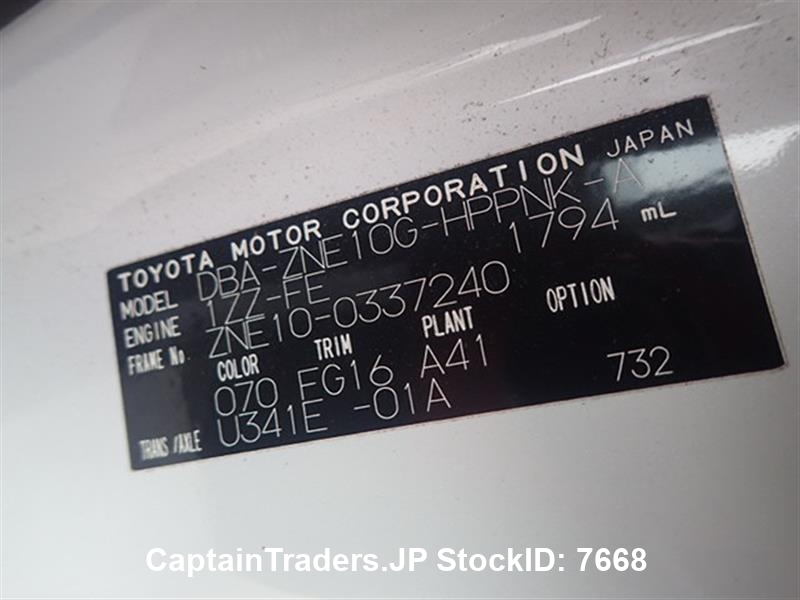 TOYOTA MOTOR CORPORATION JAPAN
MODEL DBA-ZNE10G-HPPNK-A
ENGINE 1ZZ-FE 1794 mL
FRAME No. ZNE10-0337240
COLOR TRIM PLANT OPTION
070 FG16 A41 732
TRANS/AXLE U341E -01A
CaptainTraders.JP StockID: 7668